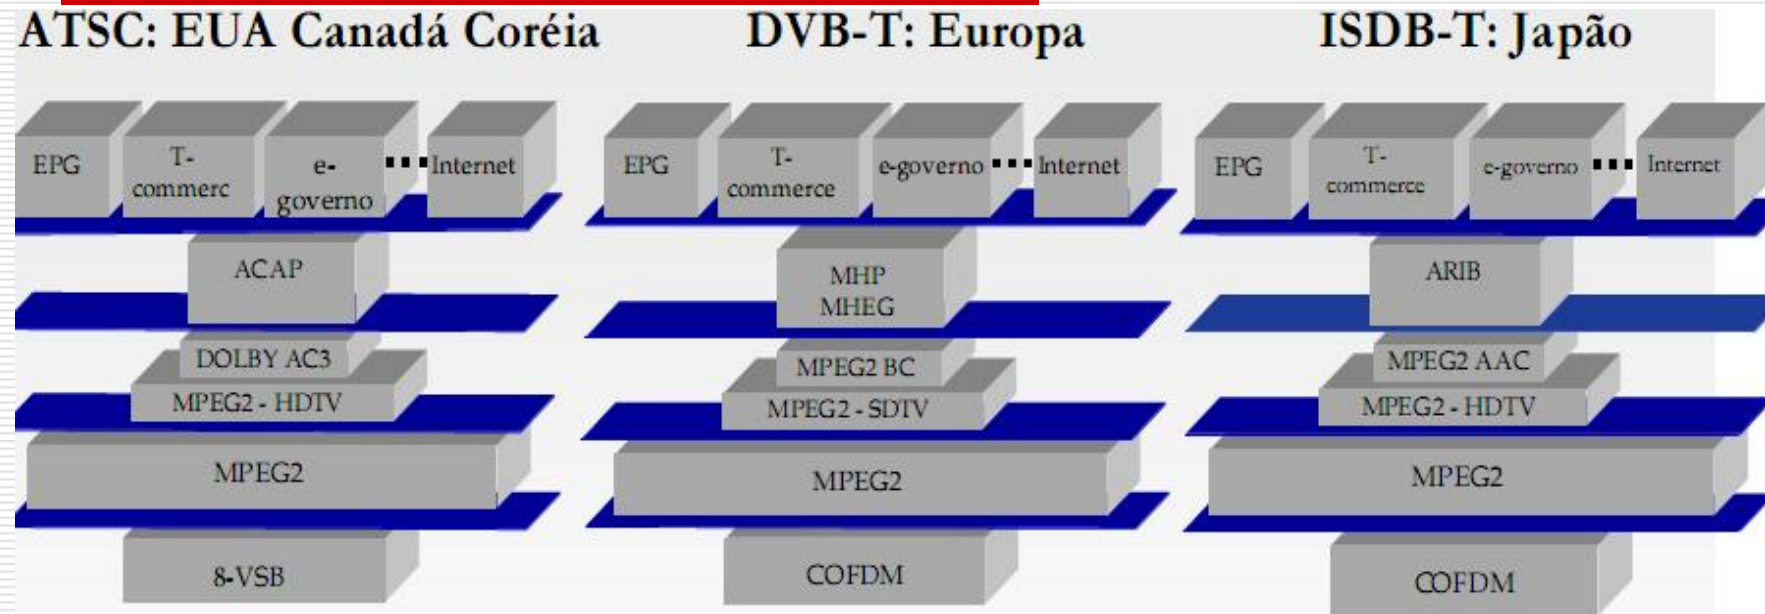 ATSC: EUA Canadá Coréia
EPG
T-
commerc
e-
governo
...
Internet
ACAP
DOLBY AC3
MPEG2 - HDTV
MPEG2
8-VSB
DVB-T: Europa
EPG
T-
commerce
e-governo
...
Internet
MHP
MHEG
MPEG2 BC
MPEG2 - SDTV
MPEG2
COFDM
ISDB-T: Japão
EPG
T-
commerce
e-governo
...
Internet
ARIB
MPEG2 AAC
MPEG2 - HDTV
MPEG2
COFDM